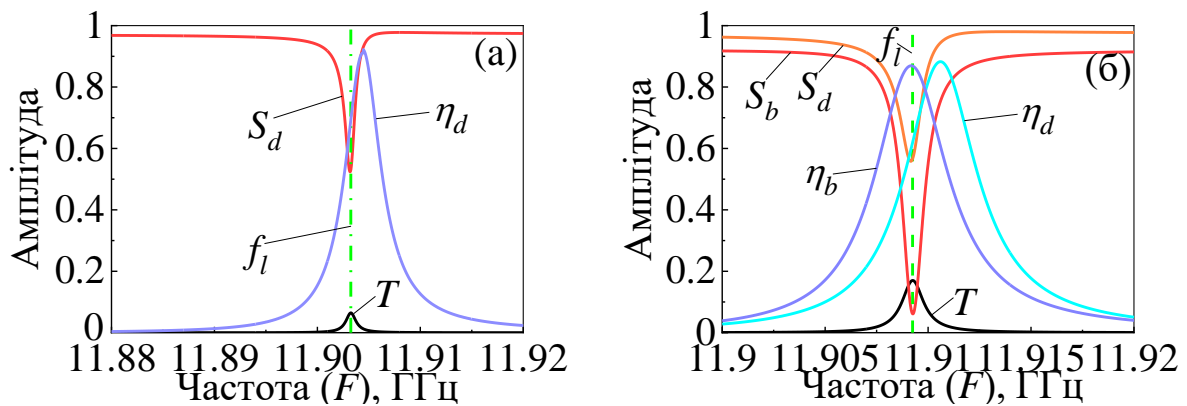 (а)
Амплітуда
1
0.8
0.6
0.4
0.2
0
S_d
η_d
f_l
T
11.88 11.89 11.90 11.91 11.92
Частота (F), ГГц
(б)
Амплітуда
1
0.8
0.6
0.4
0.2
0
f_l
S_b S_d
η_d
η_b
T
11.9 11.905 11.91 11.915 11.92
Частота (F), ГГц